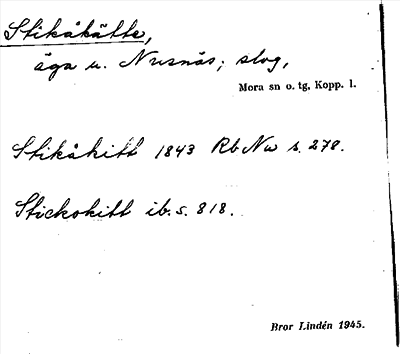 Stikåkätte,
äga u. Nusnäs; slog,
Mora sn o. tg, Kopp. l.
Stikåkitt 1843 Rb Nw s. 278.
Stickokitt ib. s. 818.
Bror Lindén 1945.